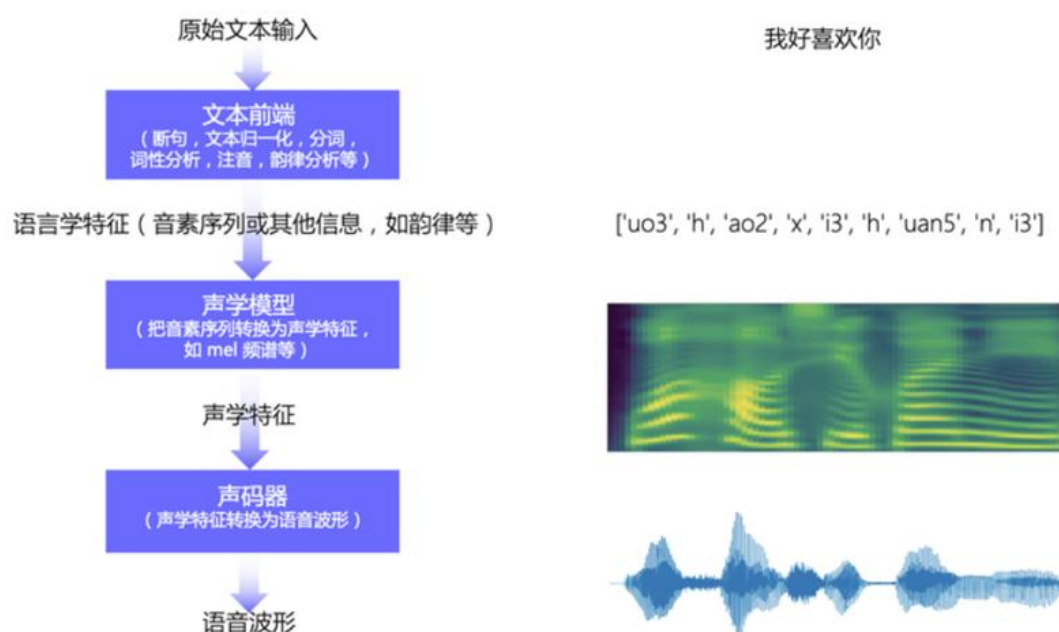 原始文本输入
我好喜欢你
文本前端
（断句，文本归一化，分词，
词性分析，注音，韵律分析等）
语言学特征（音素序列或其他信息，如韵律等）
['uo3', 'h', 'ao2', 'x', 'i3', 'h', 'uan5', 'n', 'i3']
声学模型
（把音素序列转换为声学特征，
如 mel 频谱等）
声学特征
声码器
（声学特征转换为语音波形）
语音波形